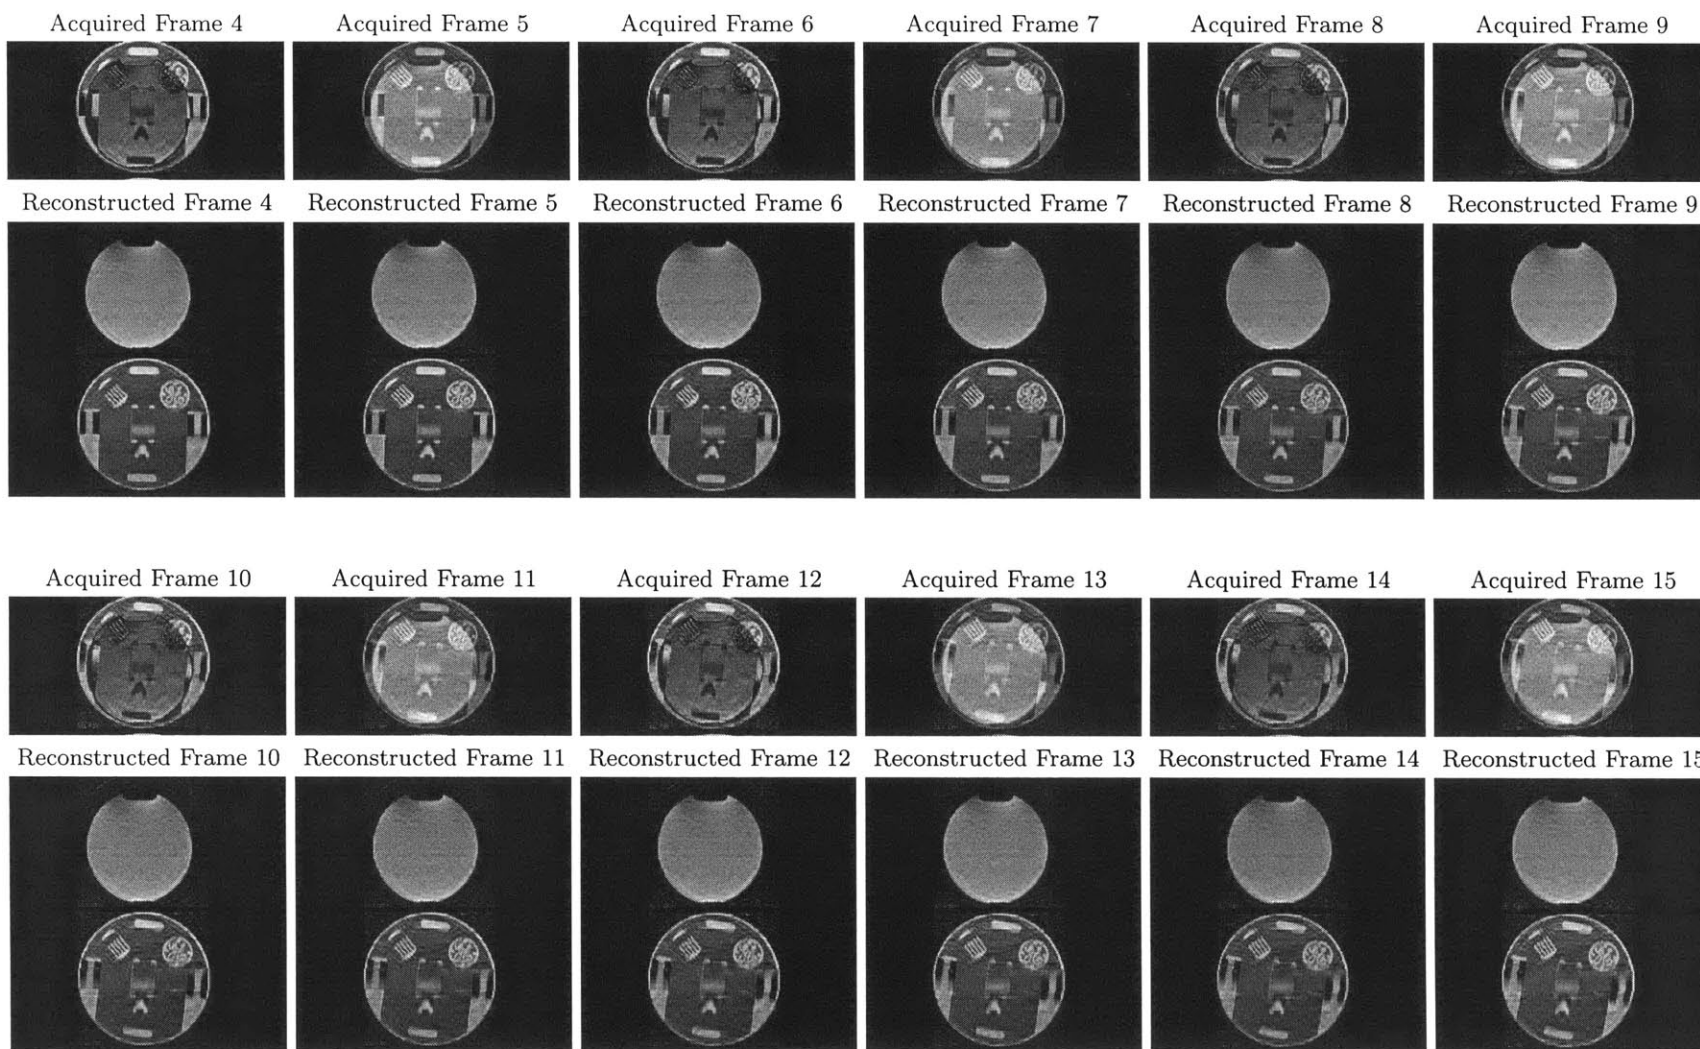 Acquired Frame 4 Acquired Frame 5 Acquired Frame 6 Acquired Frame 7 Acquired Frame 8 Acquired Frame 9
Reconstructed Frame 4 Reconstructed Frame 5 Reconstructed Frame 6 Reconstructed Frame 7 Reconstructed Frame 8 Reconstructed Frame 9
Acquired Frame 10 Acquired Frame 11 Acquired Frame 12 Acquired Frame 13 Acquired Frame 14 Acquired Frame 15
Reconstructed Frame 10 Reconstructed Frame 11 Reconstructed Frame 12 Reconstructed Frame 13 Reconstructed Frame 14 Reconstructed Frame 15